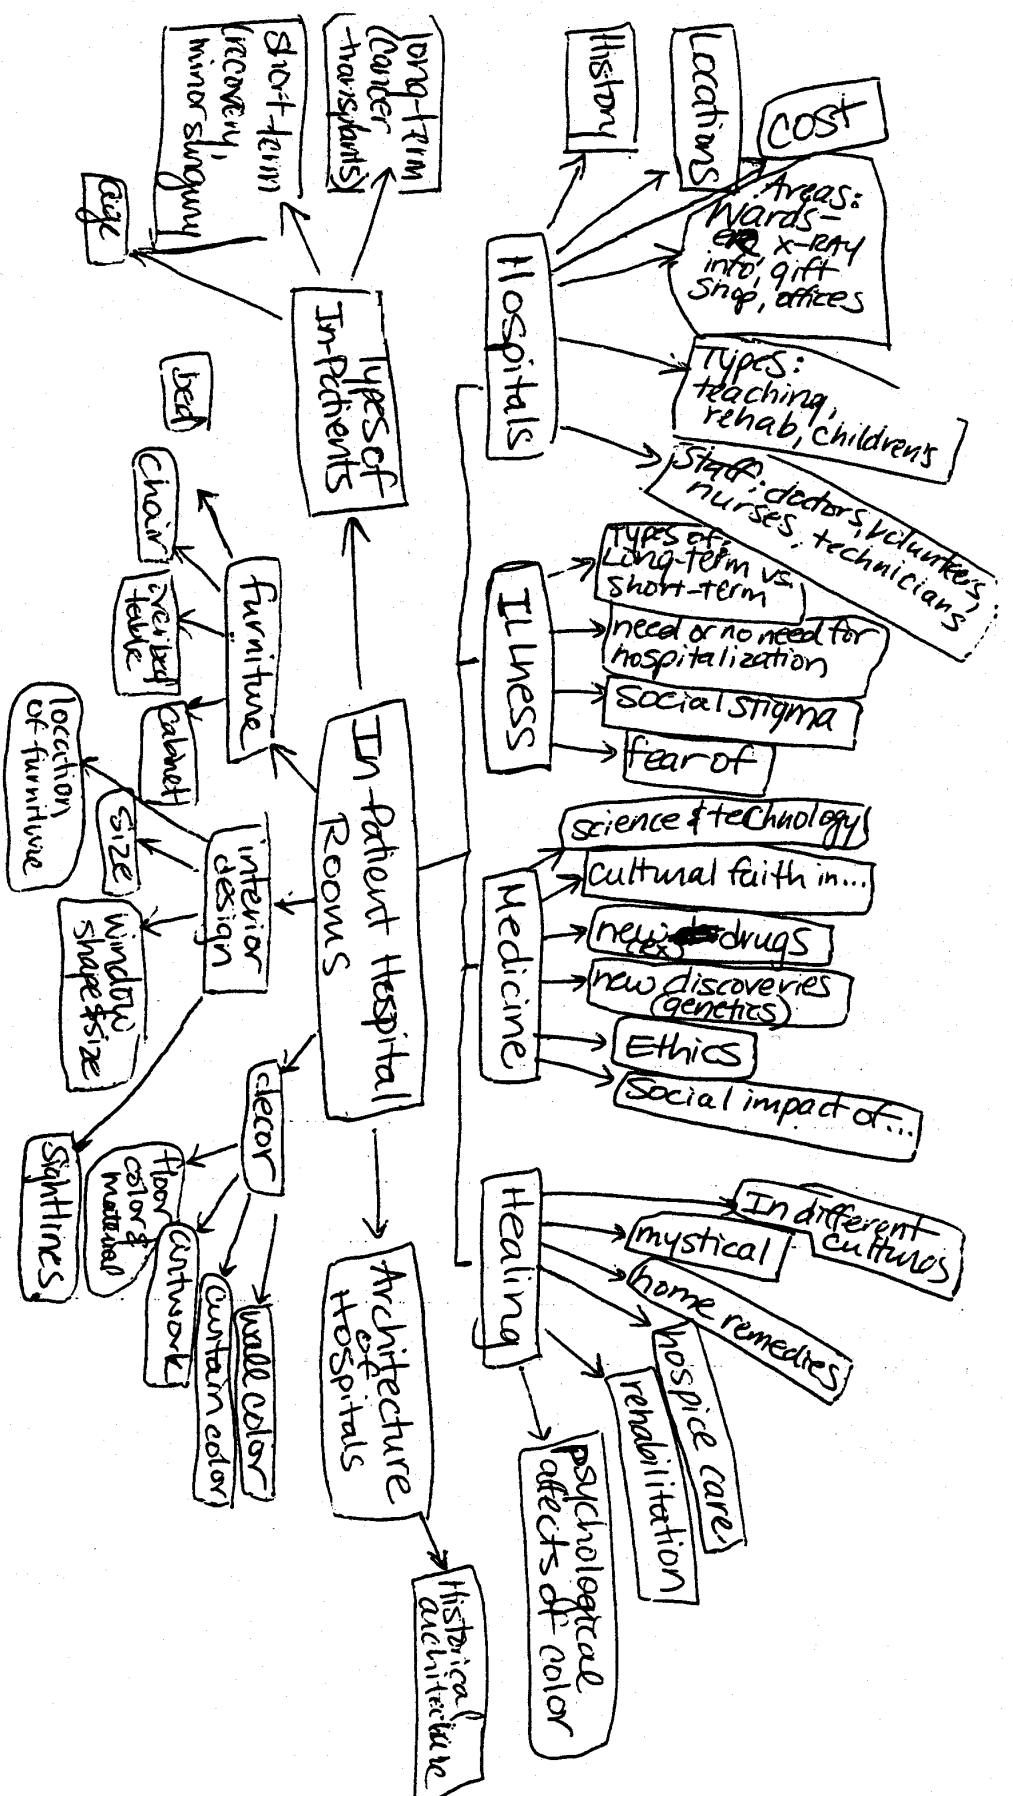 Locations
History
COST
Areas:
Wards-
ER, X-RAY
info, gift
shop, offices
Types:
teaching,
rehab, children's
Staff: doctors, volunteers,
nurses, technicians
Hospitals
long-term
(cancer
transplants)
short-term
(recovery,
minor surgery
age
Types of
In-Patients
ILLness
Types of:
Long-term vs.
short-term
need or no need for
hospitalization
Social stigma
fear of
bed
chair
overbed
table
cabinet
furniture
In-Patient Hospital
Rooms
Medicine
science & technology
cultural faith in...
new drugs
new discoveries
(genetics)
Ethics
Social impact of...
location
of furniture
size
window
shape & size
interior
design
Sightlines
decor
floor
color &
material
artwork
curtain color
wall color
Architecture
of
Hospitals
Historical
architecture
Healing
In different
cultures
mystical
home remedies
hospice care
rehabilitation
psychological
affects of color